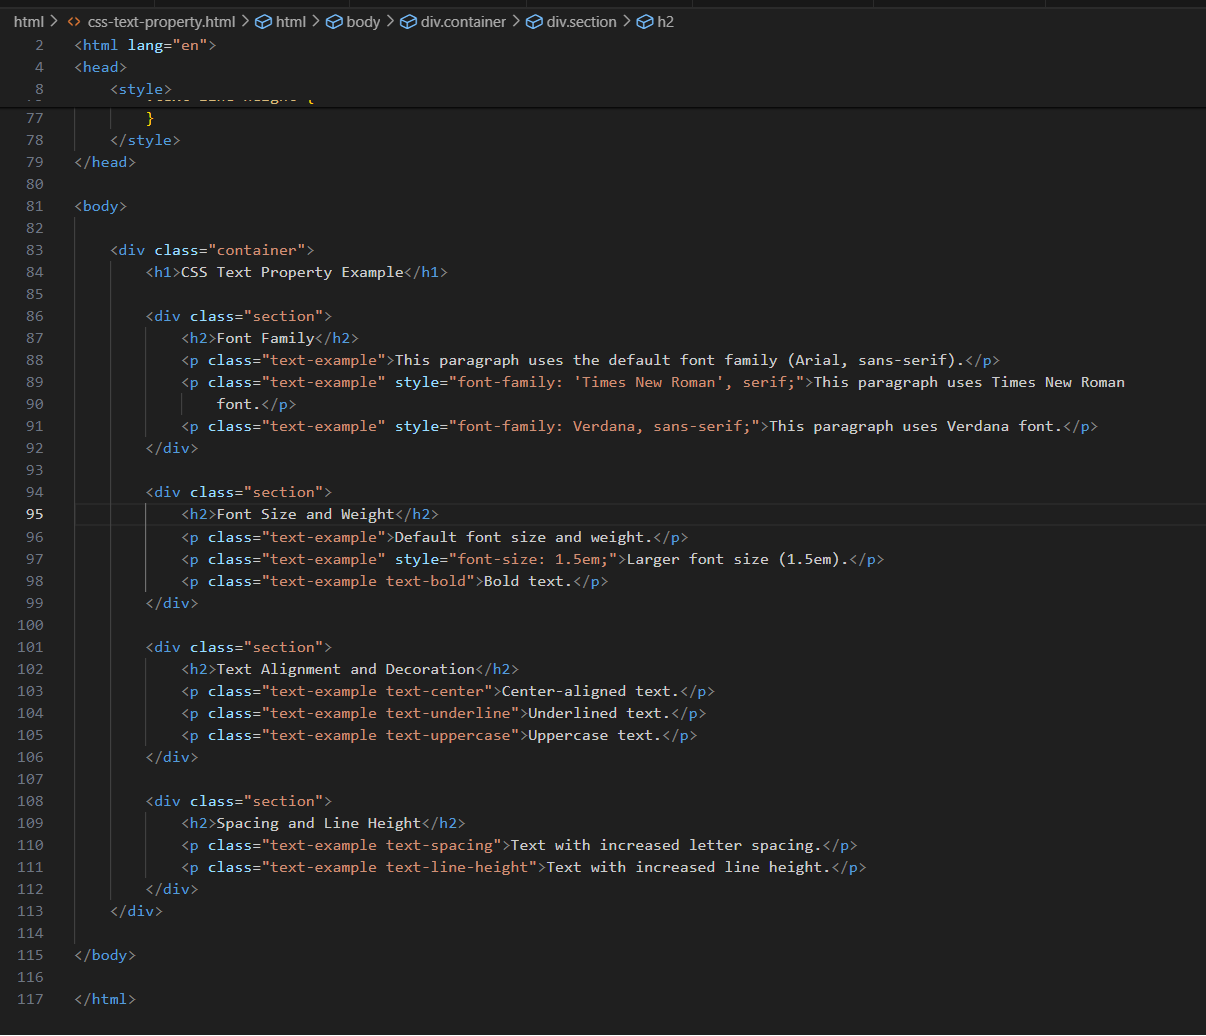 html > <> css-text-property.html > html > body > div.container > div.section > h2
2 <html lang="en">
4 <head>
8 <style>
77 }
78 </style>
79 </head>
80
81 <body>
82
83 <div class="container">
84 <h1>CSS Text Property Example</h1>
85
86 <div class="section">
87 <h2>Font Family</h2>
88 <p class="text-example">This paragraph uses the default font family (Arial, sans-serif).</p>
89 <p class="text-example" style="font-family: 'Times New Roman', serif;">This paragraph uses Times New Roman
90 font.</p>
91 <p class="text-example" style="font-family: Verdana, sans-serif;">This paragraph uses Verdana font.</p>
92 </div>
93
94 <div class="section">
95 <h2>Font Size and Weight</h2>
96 <p class="text-example">Default font size and weight.</p>
97 <p class="text-example" style="font-size: 1.5em;">Larger font size (1.5em).</p>
98 <p class="text-example text-bold">Bold text.</p>
99 </div>
100
101 <div class="section">
102 <h2>Text Alignment and Decoration</h2>
103 <p class="text-example text-center">Center-aligned text.</p>
104 <p class="text-example text-underline">Underlined text.</p>
105 <p class="text-example text-uppercase">Uppercase text.</p>
106 </div>
107
108 <div class="section">
109 <h2>Spacing and Line Height</h2>
110 <p class="text-example text-spacing">Text with increased letter spacing.</p>
111 <p class="text-example text-line-height">Text with increased line height.</p>
112 </div>
113 </div>
114
115 </body>
116
117 </html>